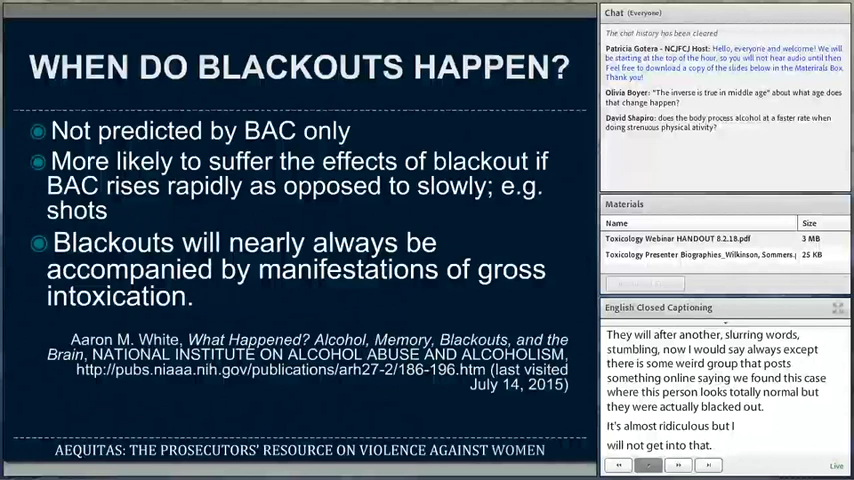 WHEN DO BLACKOUTS HAPPEN?
Not predicted by BAC only
More likely to suffer the effects of blackout if
BAC rises rapidly as opposed to slowly; e.g.
shots
Blackouts will nearly always be
accompanied by manifestations of gross
intoxication.
Aaron M. White, What Happened? Alcohol, Memory, Blackouts, and the
Brain, NATIONAL INSTITUTE ON ALCOHOL ABUSE AND ALCOHOLISM,
http://pubs.niaaa.nih.gov/publications/arh27-2/186-196.htm (last visited
July 14, 2015)
AEQUITAS: THE PROSECUTORS' RESOURCE ON VIOLENCE AGAINST WOMEN
Chat (Everyone)
The chat history has been cleared
Patricia Gotera - NCJFCJ Host: Hello, everyone and welcome! We will
be starting at the top of the hour, so you will not hear audio until then
Feel free to download a copy of the slides below in the Materirals Box.
Thank you!
Olivia Boyer: "The inverse is true in middle age" about what age does
that change happen?
David Shapiro: does the body process alcohol at a faster rate when
doing strenuous physical ativity?
Materials
Name Size
Toxicology Webinar HANDOUT 8.2.18.pdf 3 MB
Toxicology Presenter Biographies_Wilkinson, Sommers.p 25 KB
English Closed Captioning
They will after another, slurring words,
stumbling, now I would say always except
there is some weird group that posts
something online saying we found this case
where this person looks totally normal but
they were actually blacked out.
It's almost ridiculous but I
will not get into that.
Live